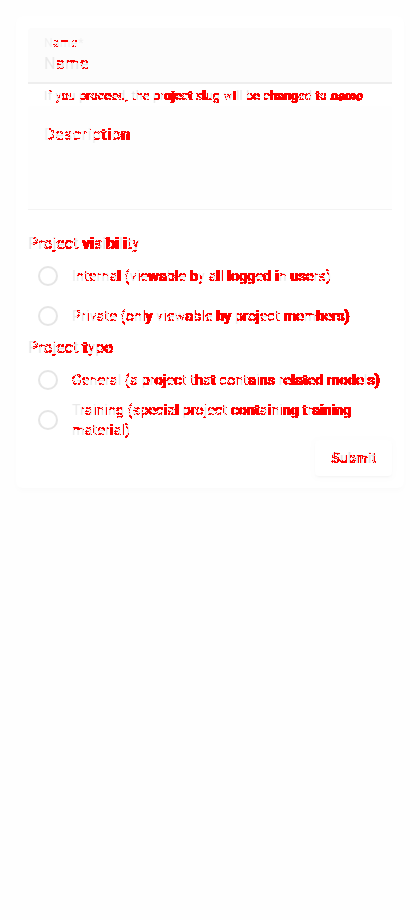 Name
Name
If you proceed, the project slug will be changed to name
Description
Project visibility
Internal (viewable by all logged in users)
Private (only viewable by project members)
Project type
General (a project that contains related models)
Training (special project containing training
material)
Submit